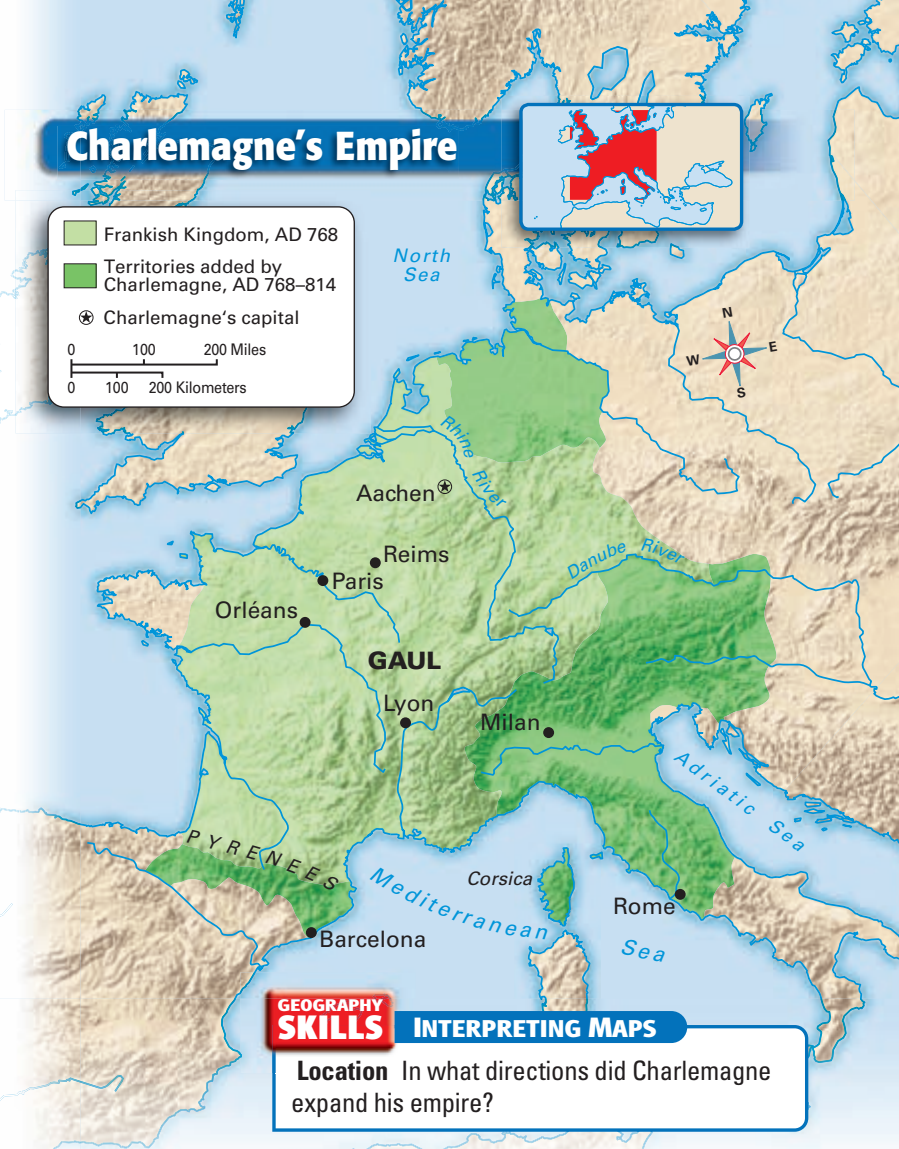 Charlemagne's Empire
Frankish Kingdom, AD 768
Territories added by
Charlemagne, AD 768–814
Charlemagne's capital
0 100 200 Miles
0 100 200 Kilometers
North
Sea
N
W E
S
Rhine River
Aachen
Reims
Danube River
Paris
Orléans
GAUL
Lyon
Milan
Adriatic Sea
PYRENEES
Corsica
Mediterranean
Sea
Rome
Barcelona
GEOGRAPHY
SKILLS
INTERPRETING MAPS
Location In what directions did Charlemagne
expand his empire?